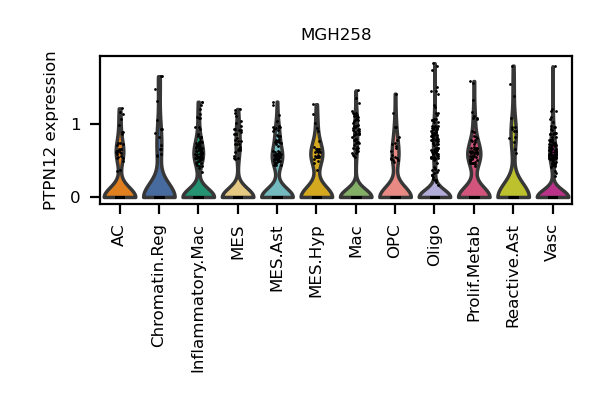 MGH258
PTPN12 expression
1
0
AC
Chromatin.Reg
Inflammatory.Mac
MES
MES.Ast
MES.Hyp
Mac
OPC
Oligo
Prolif.Metab
Reactive.Ast
Vasc